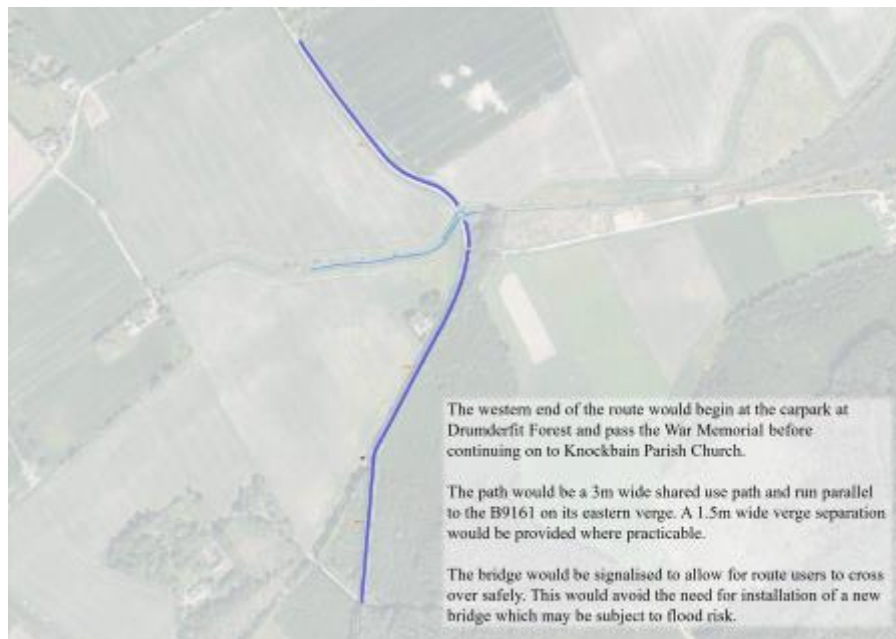 The western end of the route would begin at the carpark at
Drumderfit Forest and pass the War Memorial before
continuing on to Knockbain Parish Church.
The path would be a 3m wide shared use path and run parallel
to the B9161 on its eastern verge. A 1.5m wide verge separation
would be provided where practicable.
The bridge would be signalised to allow for route users to cross
over safely. This would avoid the need for installation of a new
bridge which may be subject to flood risk.